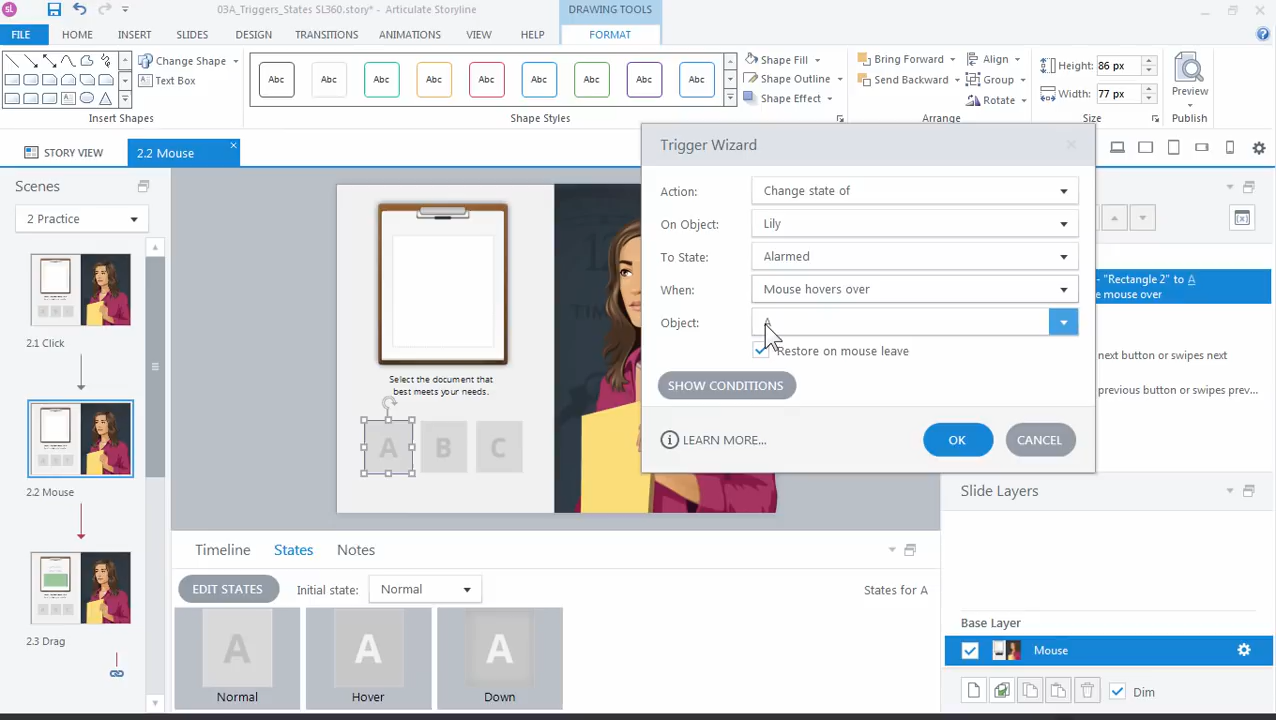 sl
03A_Triggers_States SL360.story* - Articulate Storyline
DRAWING TOOLS
FILE
HOME
INSERT
SLIDES
DESIGN
TRANSITIONS
ANIMATIONS
VIEW
HELP
FORMAT
Change Shape
Text Box
Abc
Abc
Abc
Abc
Abc
Abc
Abc
Abc
Abc
Shape Fill
Shape Outline
Shape Effect
Bring Forward
Send Backward
Align
Group
Rotate
Height: 86 px
Width: 77 px
Preview
Insert Shapes
Shape Styles
Arrange
Size
Publish
STORY VIEW
2.2 Mouse
Scenes
2 Practice
2.1 Click
2.2 Mouse
2.3 Drag
Select the document that
best meets your needs.
A
B
C
Trigger Wizard
Action:
Change state of
On Object:
Lily
To State:
Alarmed
When:
Mouse hovers over
Object:
A
Restore on mouse leave
SHOW CONDITIONS
LEARN MORE...
OK
CANCEL
- "Rectangle 2" to A
e mouse over
next button or swipes next
previous button or swipes prev...
Timeline
States
Notes
EDIT STATES
Initial state:
Normal
States for A
A
Normal
A
Hover
A
Down
Slide Layers
Base Layer
Mouse
Dim